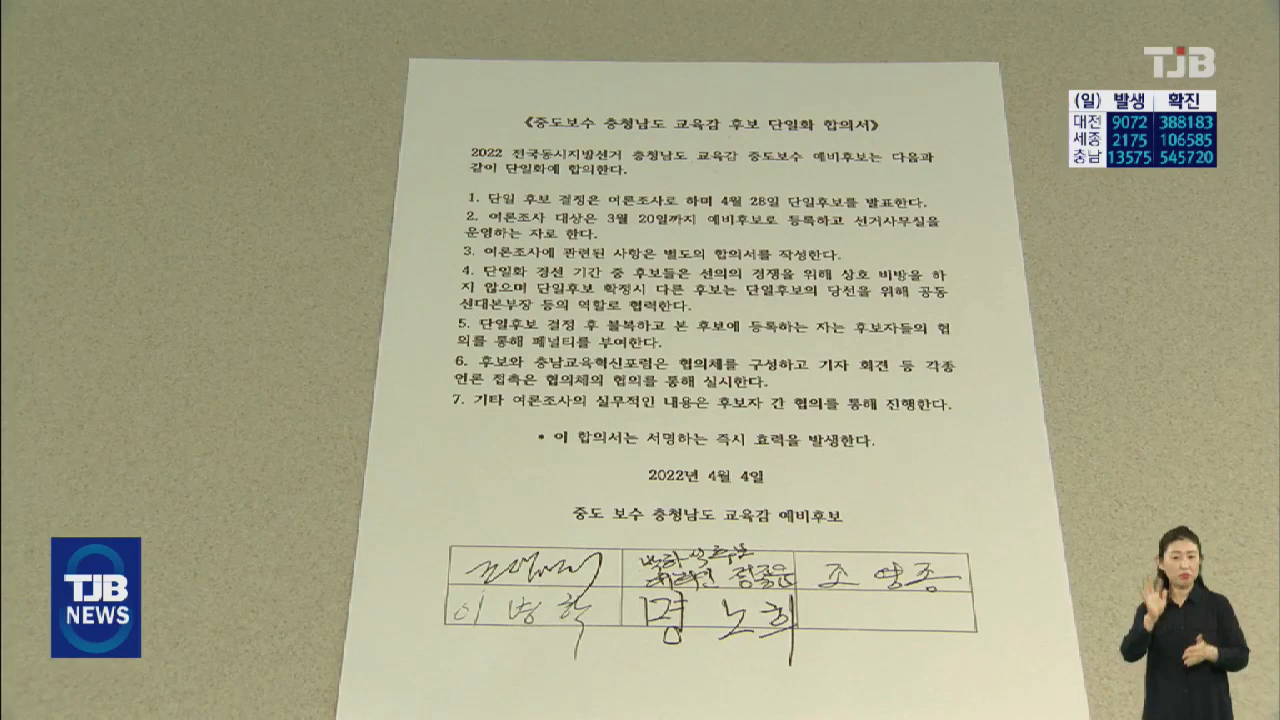 TJB
(일) 발생 확진
대전 9072 388183
세종 2175 106585
충남 13575 545720
《중도보수 충청남도 교육감 후보 단일화 합의서》
2022 전국동시지방선거 충청남도 교육감 중도보수 예비후보는 다음과
같이 단일화에 합의한다.
1. 단일 후보 결정은 여론조사로 하며 4월 28일 단일후보를 발표한다.
2. 여론조사 대상은 3월 20일까지 예비후보로 등록하고 선거사무실을
운영하는 자로 한다.
3. 여론조사에 관련된 사항은 별도의 합의서를 작성한다.
4. 단일화 경선 기간 중 후보들은 선의의 경쟁을 위해 상호 비방을 하
지 않으며 단일후보 확정시 다른 후보는 단일후보의 당선을 위해 공동
선대본부장 등의 역할로 협력한다.
5. 단일후보 결정 후 불복하고 본 후보에 등록하는 자는 후보자들의 협
의를 통해 페널티를 부여한다.
6. 후보와 충남교육혁신포럼은 협의체를 구성하고 기자 회견 등 각종
언론 접촉은 협의체의 협의를 통해 실시한다.
7. 기타 여론조사의 실무적인 내용은 후보자 간 협의를 통해 진행한다.
• 이 합의서는 서명하는 즉시 효력을 발생한다.
2022년 4월 4일
중도 보수 충청남도 교육감 예비후보
조영종
이병학 명노희
TJB
NEWS